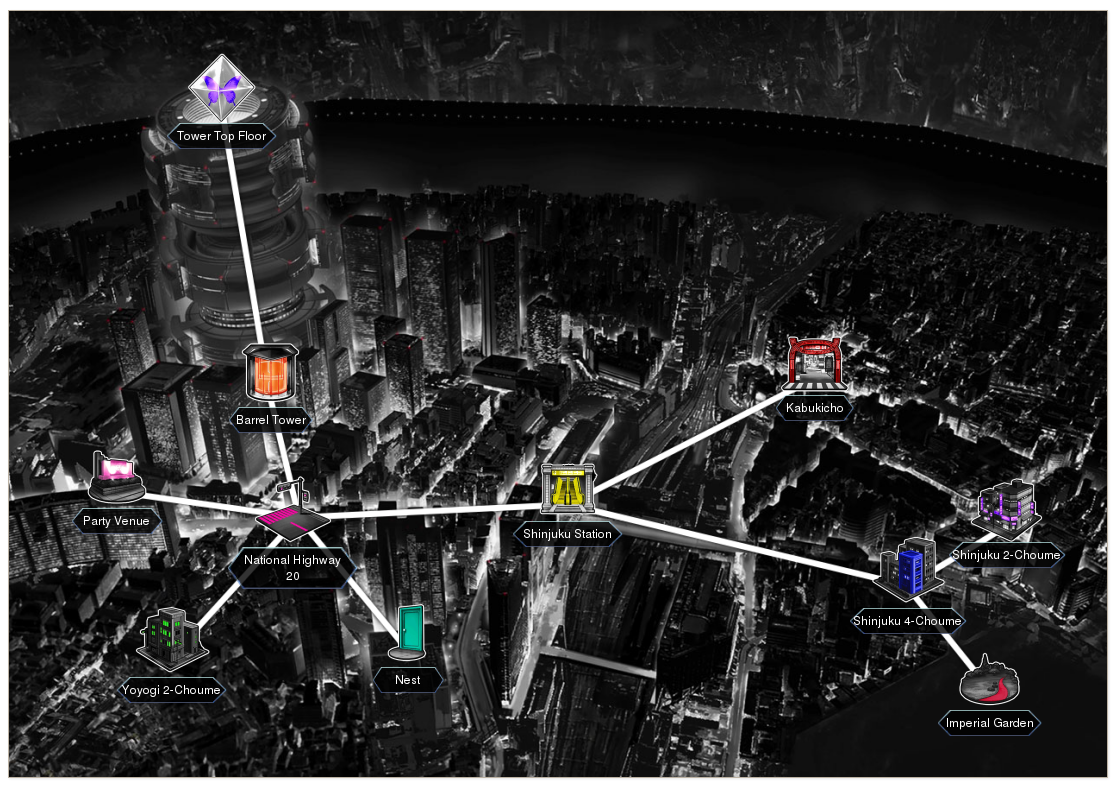 Tower Top Floor
Barrel Tower
Kabukicho
Party Venue
Shinjuku Station
National Highway
20
Shinjuku 2-Choume
Shinjuku 4-Choume
Yoyogi 2-Choume
Nest
Imperial Garden